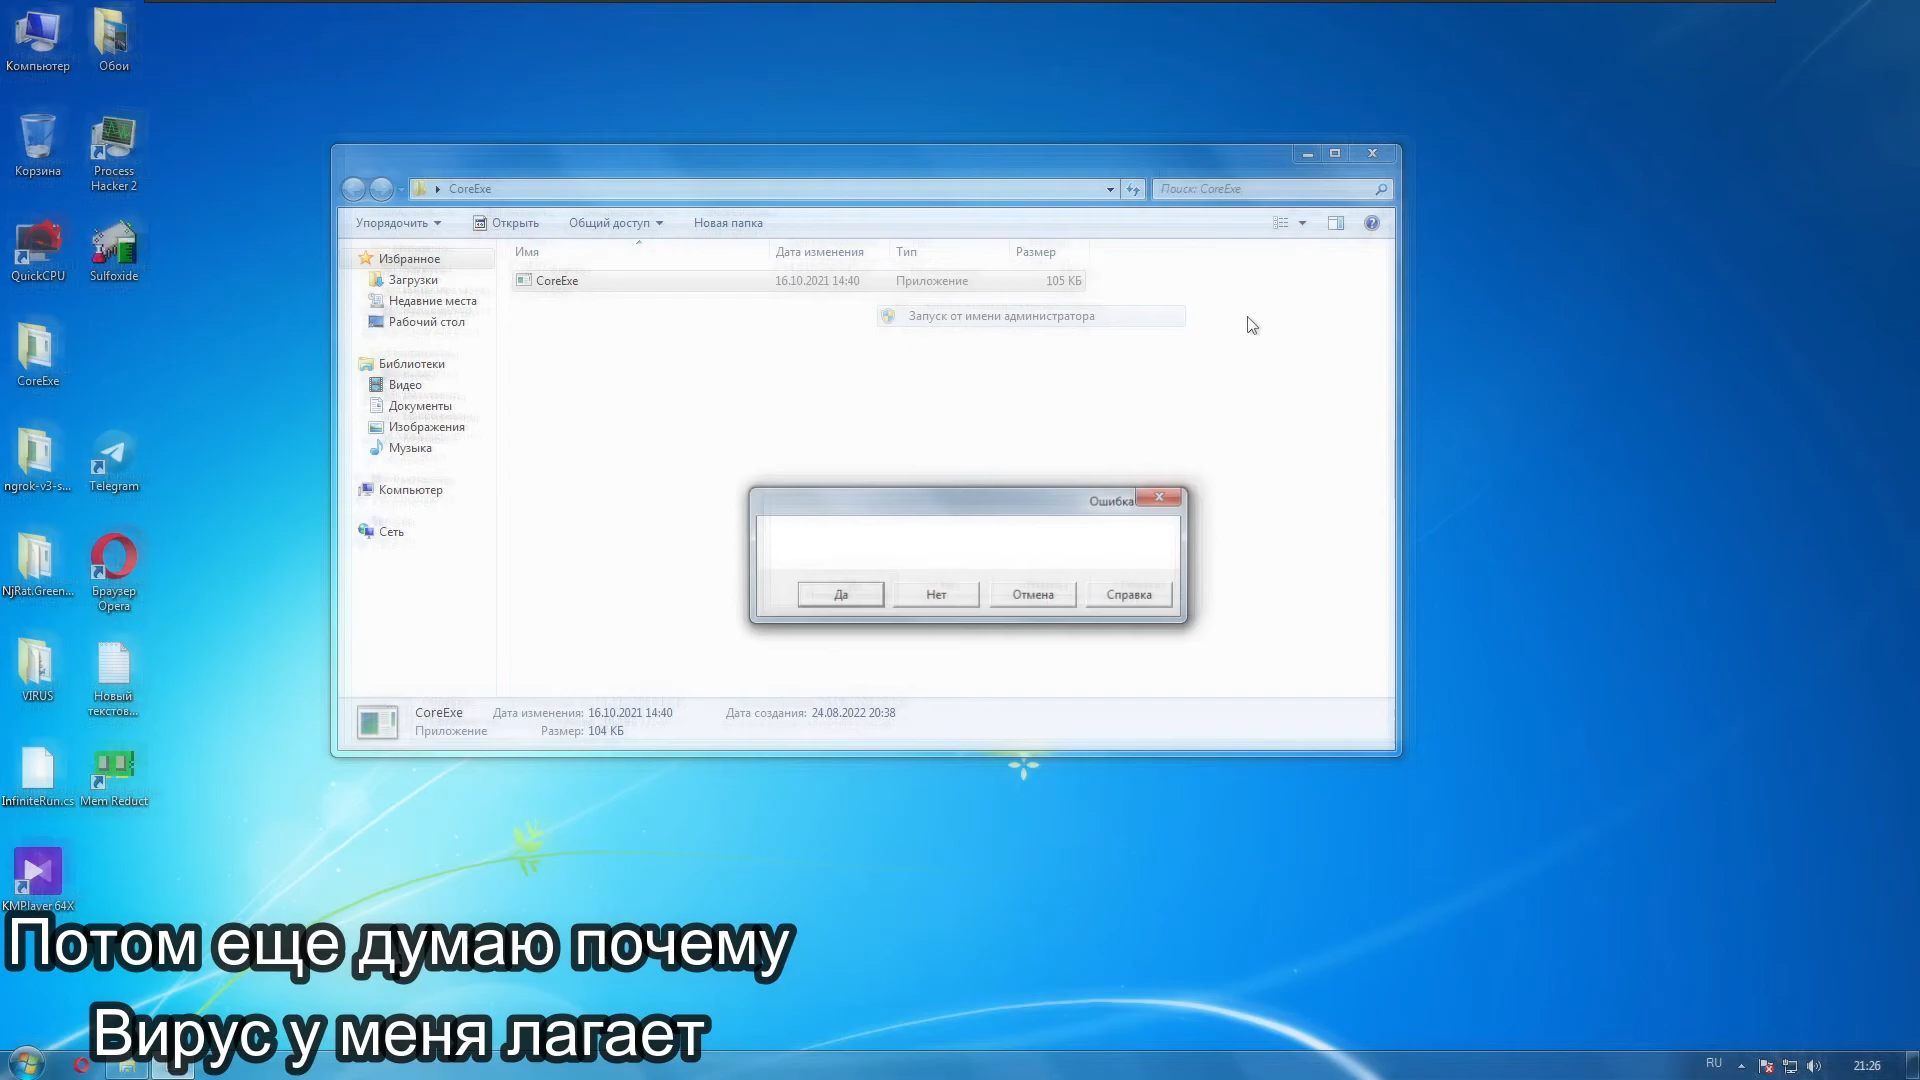 Компьютер
Обои
Корзина
Process
Hacker 2
QuickCPU
Sulfoxide
CoreExe
ngrok-v3-s...
Telegram
NjRat.Green...
Браузер
Opera
VIRUS
Новый
текстов...
InfiniteRun.cs
Mem Reduct
KMPlayer 64X
CoreExe
Поиск: CoreExe
Упорядочить
Открыть
Общий доступ
Новая папка
Имя
Дата изменения
Тип
Размер
CoreExe
16.10.2021 14:40
Приложение
105 КБ
Запуск от имени администратора
Избранное
Загрузки
Недавние места
Рабочий стол
Библиотеки
Видео
Документы
Изображения
Музыка
Компьютер
Сеть
Ошибка
Да
Нет
Отмена
Справка
CoreExe
Дата изменения: 16.10.2021 14:40
Дата создания: 24.08.2022 20:38
Приложение
Размер: 104 КБ
Потом еще думаю почему
Вирус у меня лагает
RU
21:26